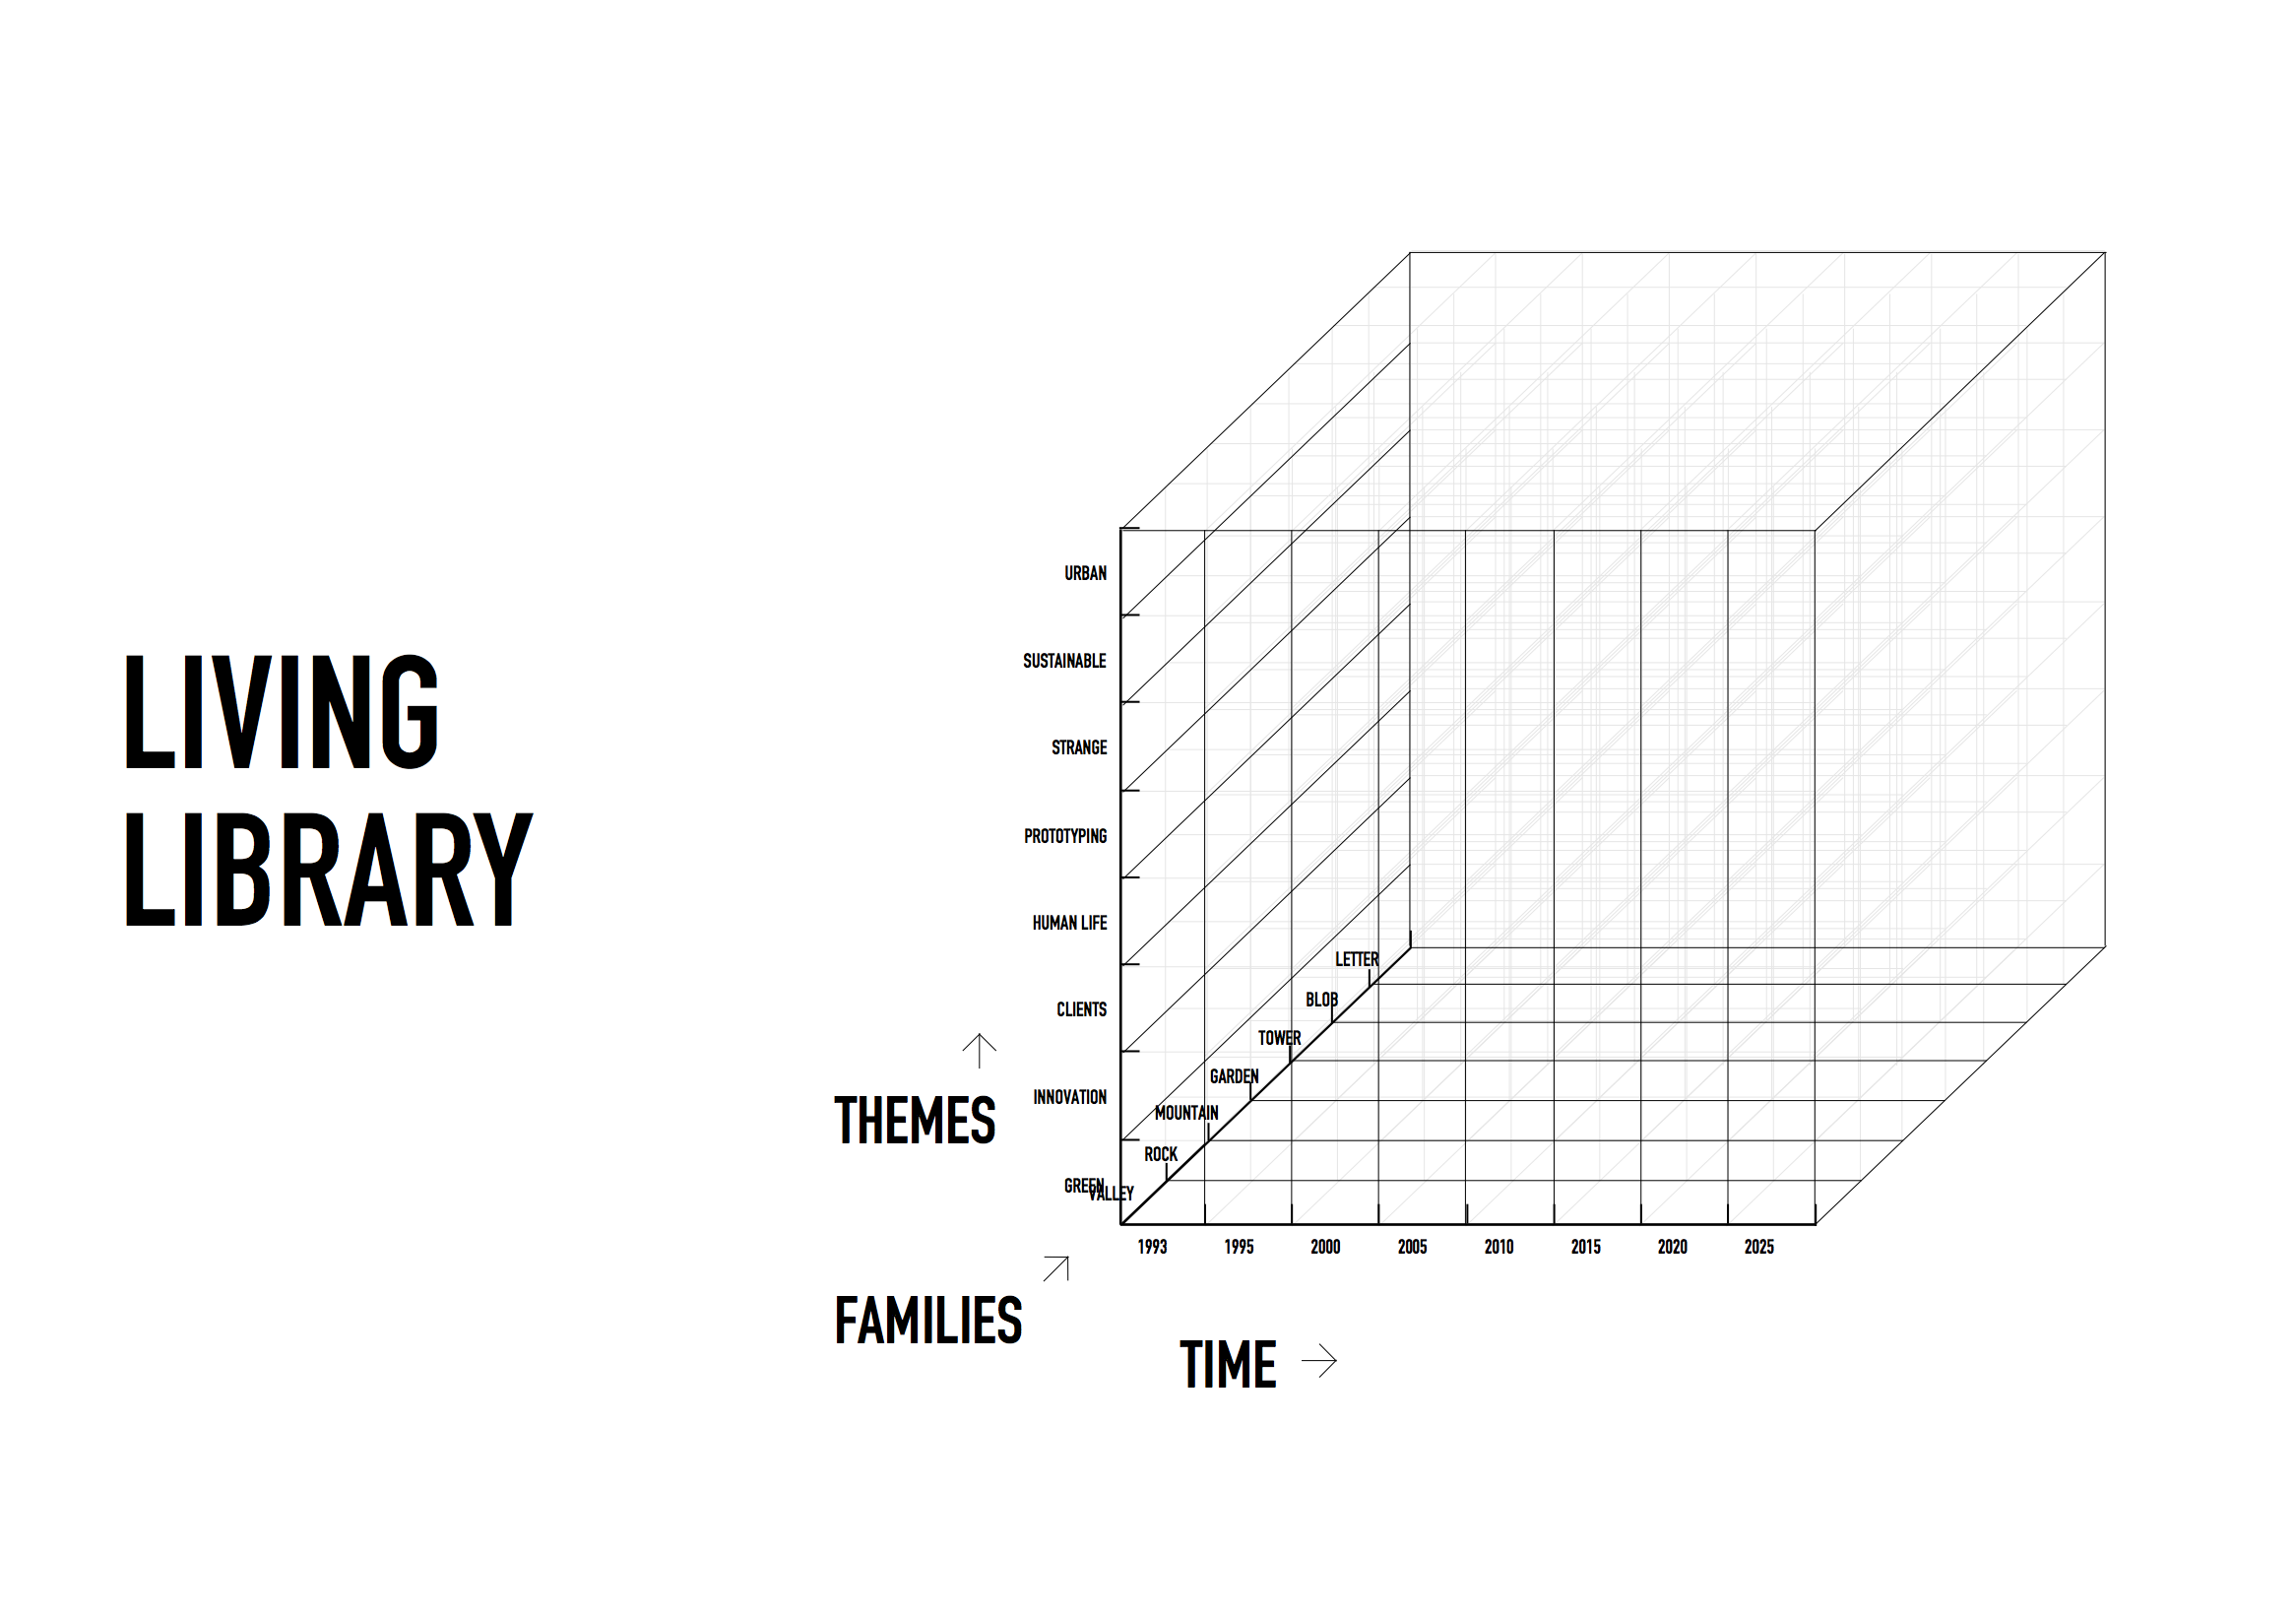 LIVING
LIBRARY
URBAN
SUSTAINABLE
STRANGE
PROTOTYPING
HUMAN LIFE
CLIENTS
INNOVATION
GREEN
THEMES
LETTER
BLOB
TOWER
GARDEN
MOUNTAIN
ROCK
VALLEY
FAMILIES
1993 1995 2000 2005 2010 2015 2020 2025
TIME